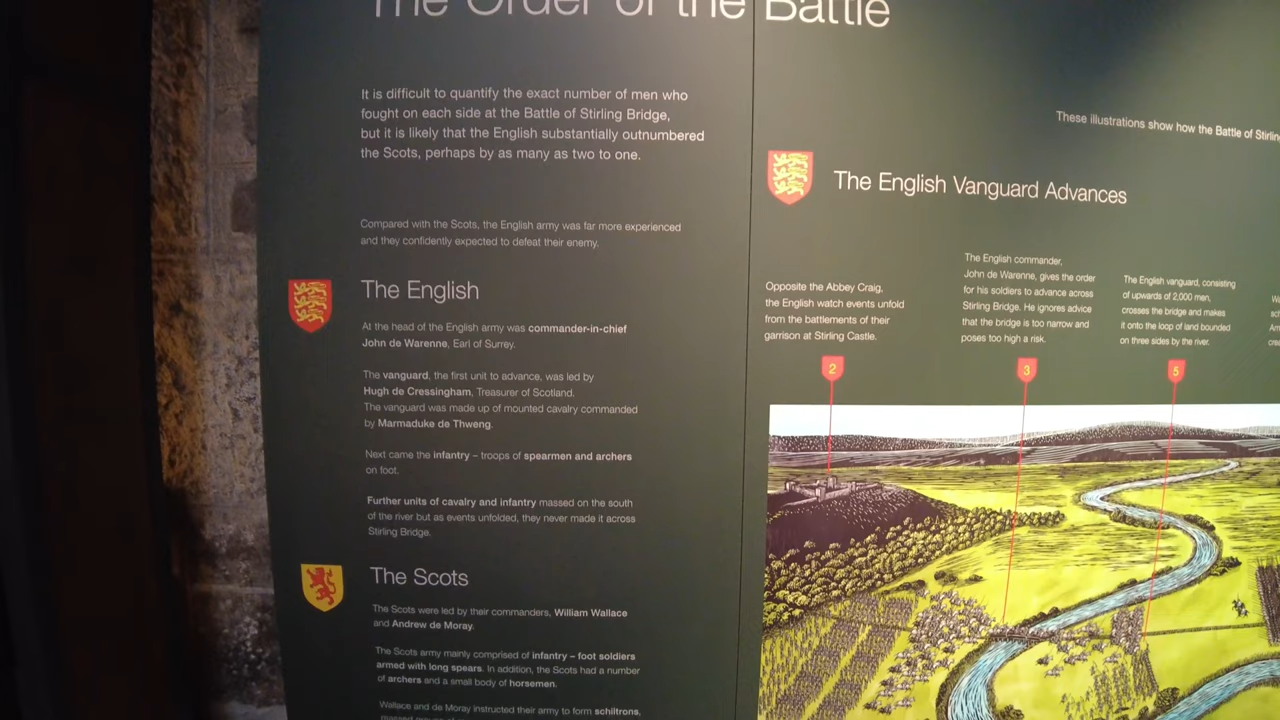 The Order of the Battle
It is difficult to quantify the exact number of men who
fought on each side at the Battle of Stirling Bridge,
but it is likely that the English substantially outnumbered
the Scots, perhaps by as many as two to one.
Compared with the Scots, the English army was far more experienced
and they confidently expected to defeat their enemy.
The English
At the head of the English army was commander-in-chief
John de Warenne, Earl of Surrey.
The vanguard, the first unit to advance, was led by
Hugh de Cressingham, Treasurer of Scotland.
The vanguard was made up of mounted cavalry commanded
by Marmaduke de Thweng.
Next came the infantry – troops of spearmen and archers
on foot.
Further units of cavalry and infantry massed on the south
of the river but as events unfolded, they never made it across
Stirling Bridge.
The Scots
The Scots were led by their commanders, William Wallace
and Andrew de Moray.
The Scots army mainly comprised of infantry – foot soldiers
armed with long spears. In addition, the Scots had a number
of archers and a small body of horsemen.
Wallace and de Moray instructed their army to form schiltrons,
These illustrations show how the Battle of
The English Vanguard Advances
Opposite the Abbey Craig,
the English watch events unfold
from the battlements of their
garrison at Stirling Castle.
2
The English commander,
John de Warenne, gives the order
for his soldiers to advance across
Stirling Bridge. He ignores advice
that the bridge is too narrow and
poses too high a risk.
3
The English vanguard, consisting
of upwards of 2,000 men,
crosses the bridge and makes
it onto the loop of land bounded
on three sides by the river.
5